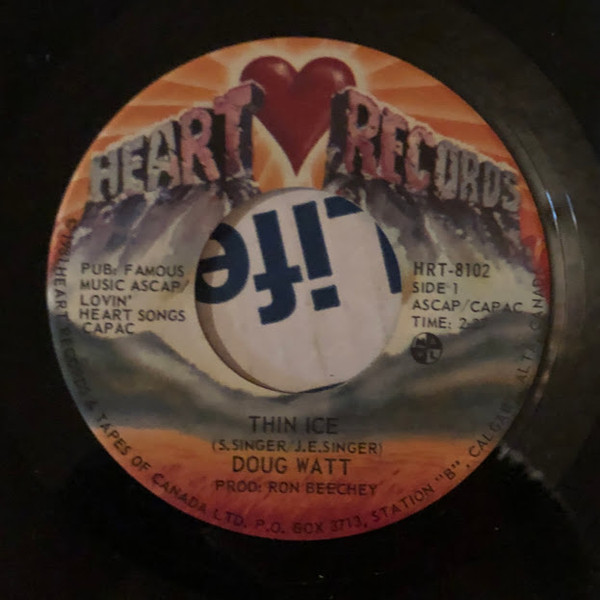 HEART RECORDS
PUB: FAMOUS
MUSIC ASCAP/
LOVIN'
HEART SONGS
CAPAC
HRT-8102
SIDE 1
ASCAP/CAPAC
TIME:
Life
THIN ICE
(S.SINGER/J.E.SINGER)
DOUG WATT
PROD: RON BEECHEY
HEART RECORDS & TAPES OF CANADA LTD. P.O. BOX 3713, STATION "B", CALGARY, ALTA, CANADA